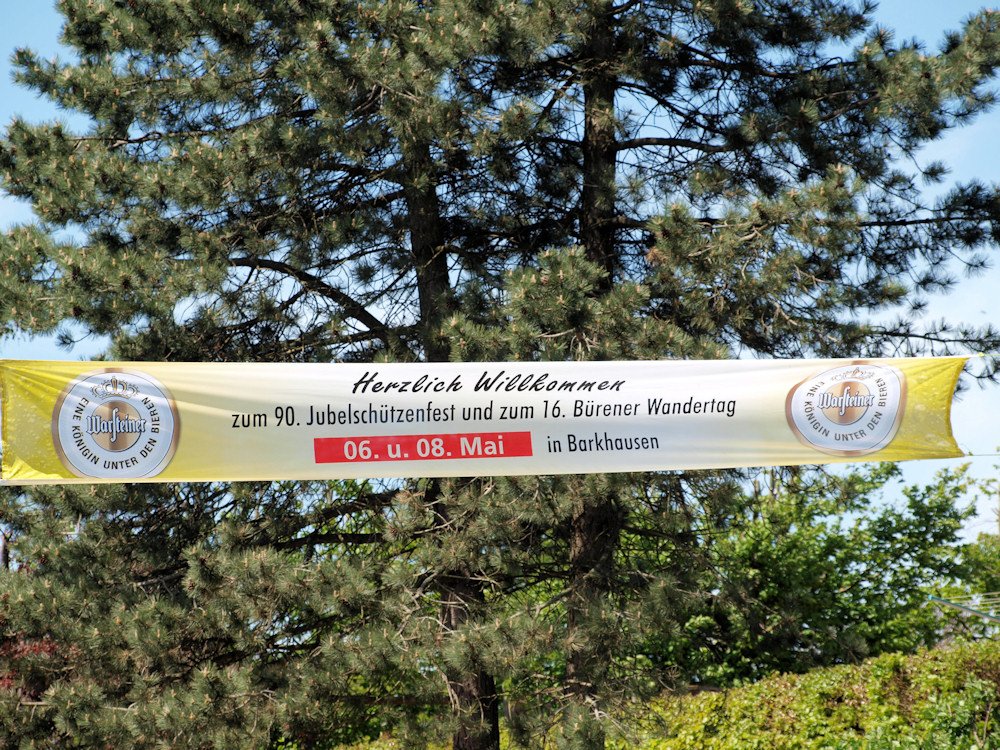 Herzlich Willkommen
zum 90. Jubelschützenfest und zum 16. Bürener Wandertag
06. u. 08. Mai in Barkhausen
Warsteiner
EINE KÖNIGIN UNTER DEN BIEREN
Warsteiner
EINE KÖNIGIN UNTER DEN BIEREN